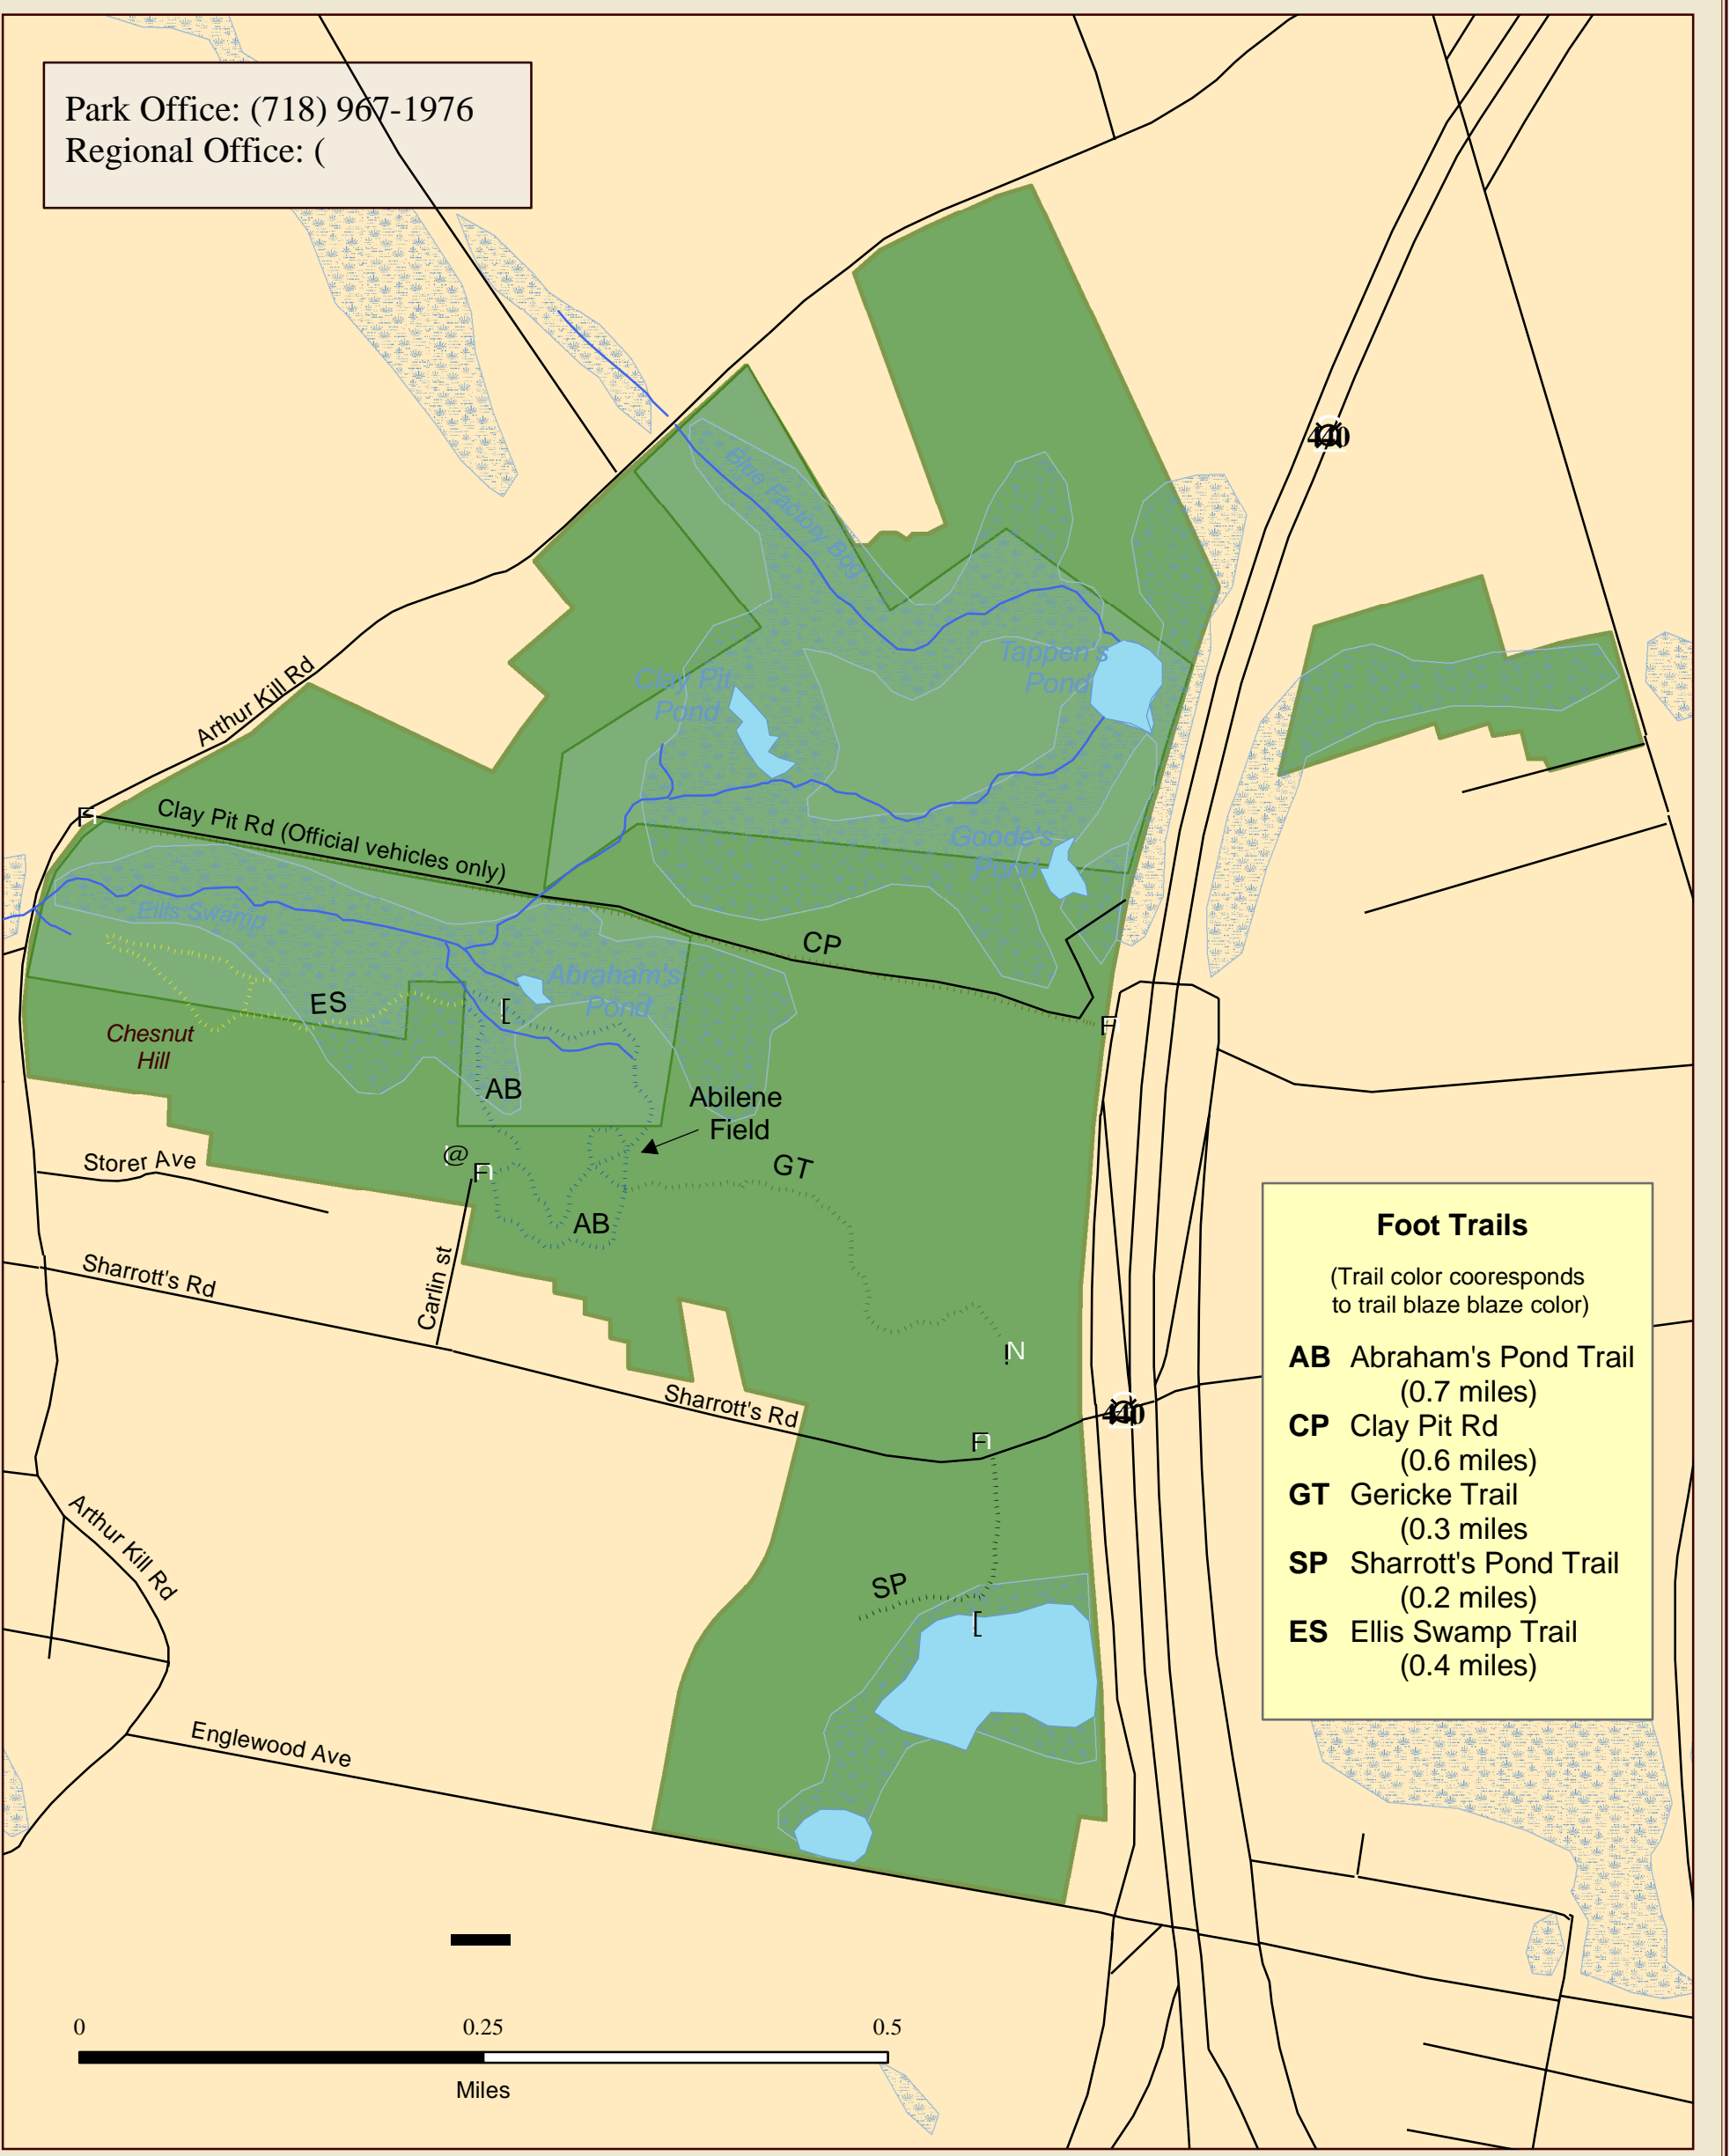 Park Office: (718) 967-1976
Regional Office: (
440
Blue Factory Bog
Tappen's
Pond
Clay Pit
Pond
Arthur Kill Rd
Clay Pit Rd (Official vehicles only)
Goode's
Pond
Ellis Swamp
CP
Abraham's
Pond
ES
Chesnut
Hill
AB
Abilene
Field
GT
Storer Ave
AB
Sharrott's Rd
Carlin st
Sharrott's Rd
440
Arthur Kill Rd
SP
Englewood Ave
Foot Trails
(Trail color cooresponds
to trail blaze blaze color)
AB Abraham's Pond Trail
(0.7 miles)
CP Clay Pit Rd
(0.6 miles)
GT Gericke Trail
(0.3 miles
SP Sharrott's Pond Trail
(0.2 miles)
ES Ellis Swamp Trail
(0.4 miles)
0 0.25 0.5
Miles